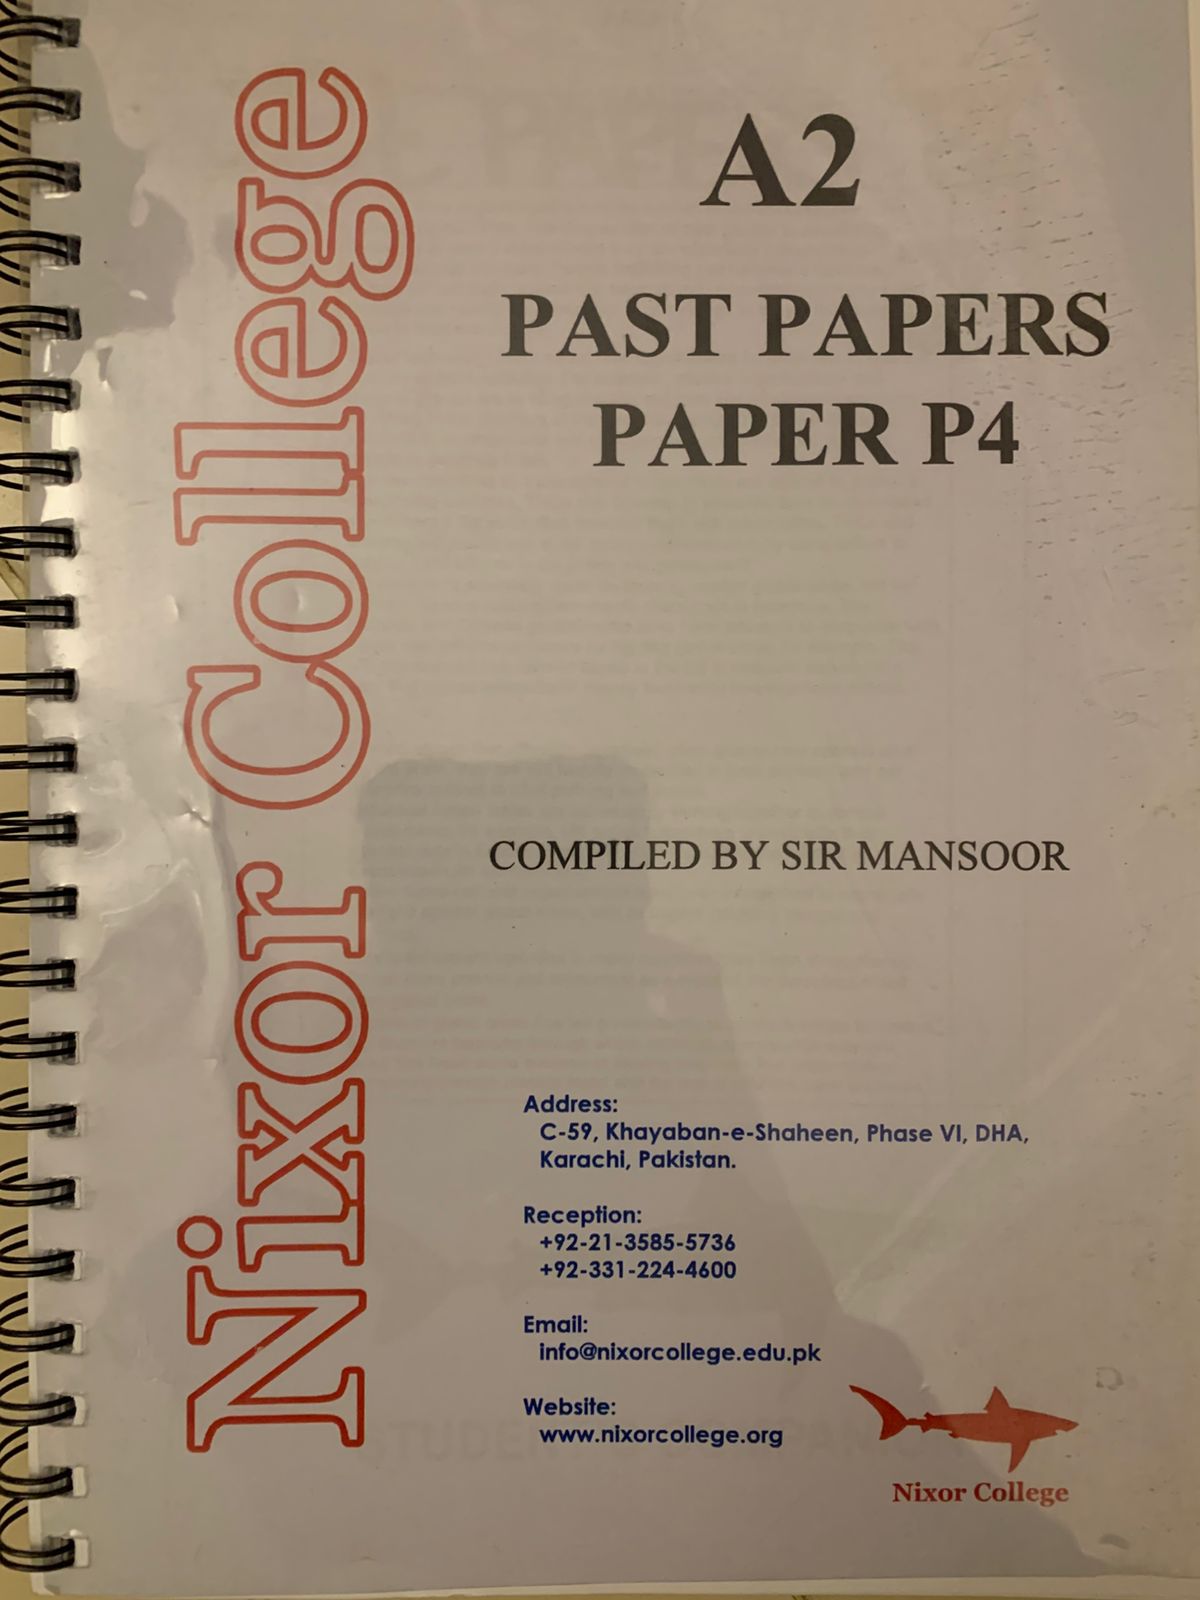 Nixor College
A2
PAST PAPERS
PAPER P4
COMPILED BY SIR MANSOOR
Address:
C-59, Khayaban-e-Shaheen, Phase VI, DHA,
Karachi, Pakistan.
Reception:
+92-21-3585-5736
+92-331-224-4600
Email:
info@nixorcollege.edu.pk
Website:
www.nixorcollege.org
Nixor College